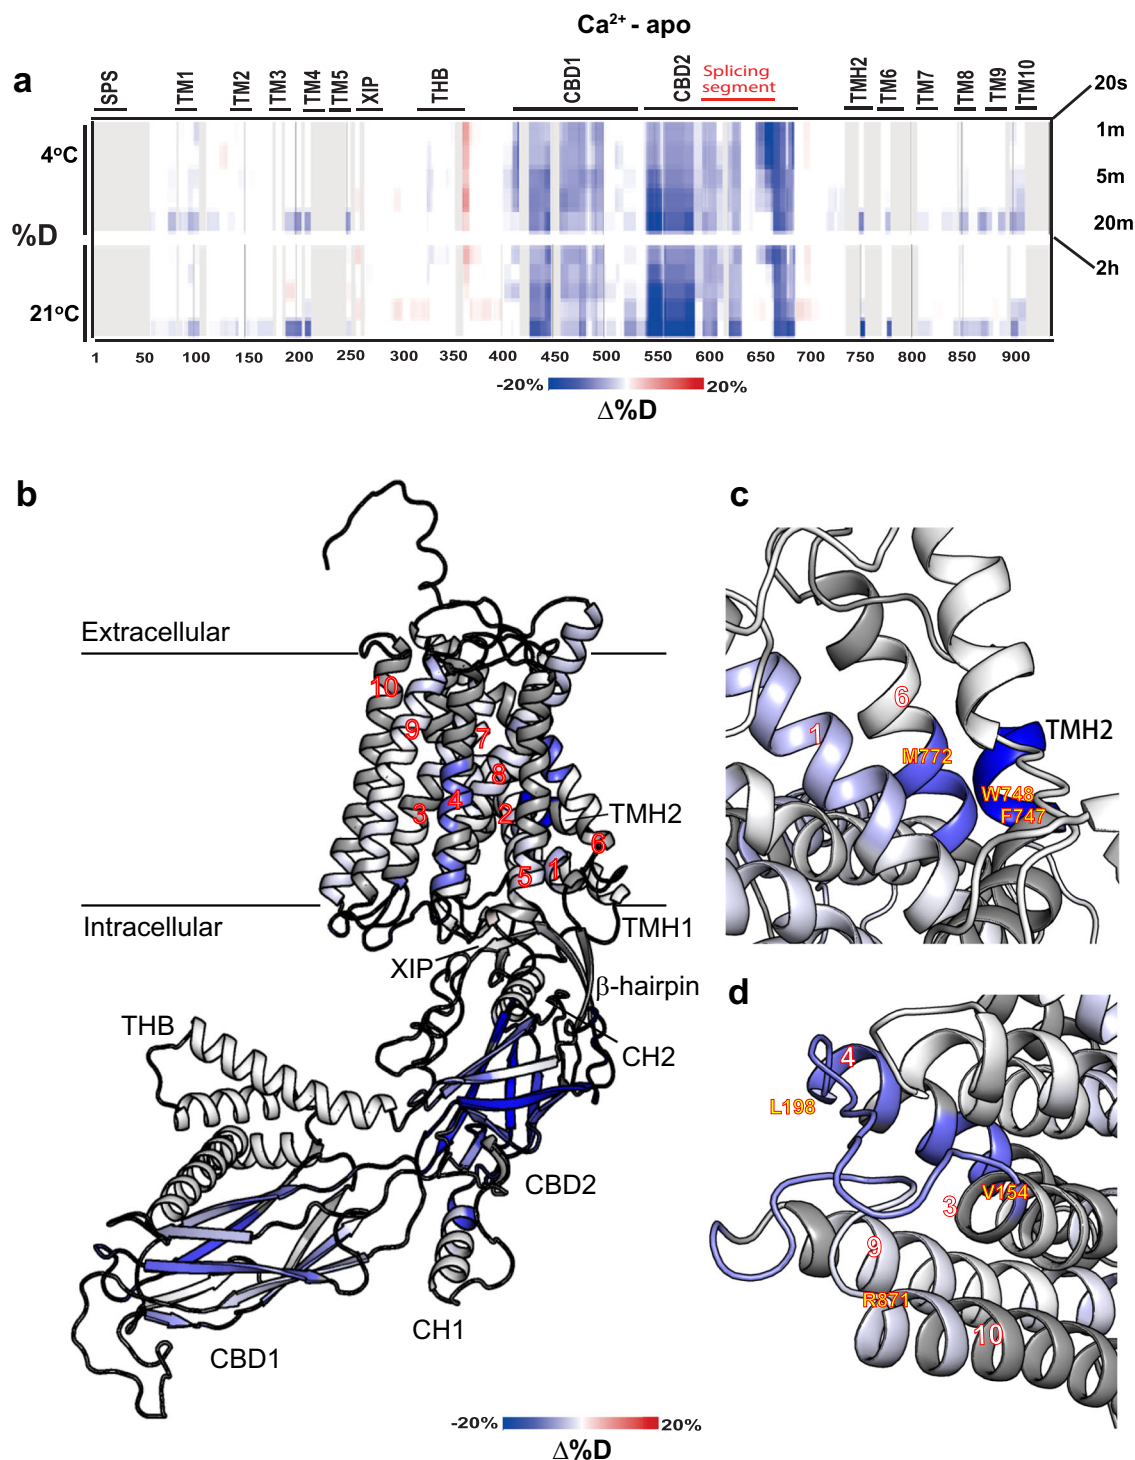 Ca²⁺ - apo
a
SPS
TM1
TM2
TM3
TM4
TM5
XIP
THB
CBD1
CBD2
Splicing
segment
TMH2
TM6
TM7
TM8
TM9
TM10
20s
4°C
1m
5m
20m
%D
2h
21°C
1 50 100 150 200 250 300 350 400 450 500 550 600 650 700 750 800 850 900
-20% 20%
Δ%D
b
Extracellular
10
9
7
8
4
3
2
TMH2
6
1
5
Intracellular
TMH1
XIP
β-hairpin
THB
CH2
CBD2
CH1
CBD1
-20% 20%
Δ%D
c
6
1
TMH2
M772
W748
F747
d
4
L198
V154
3
9
R871
10